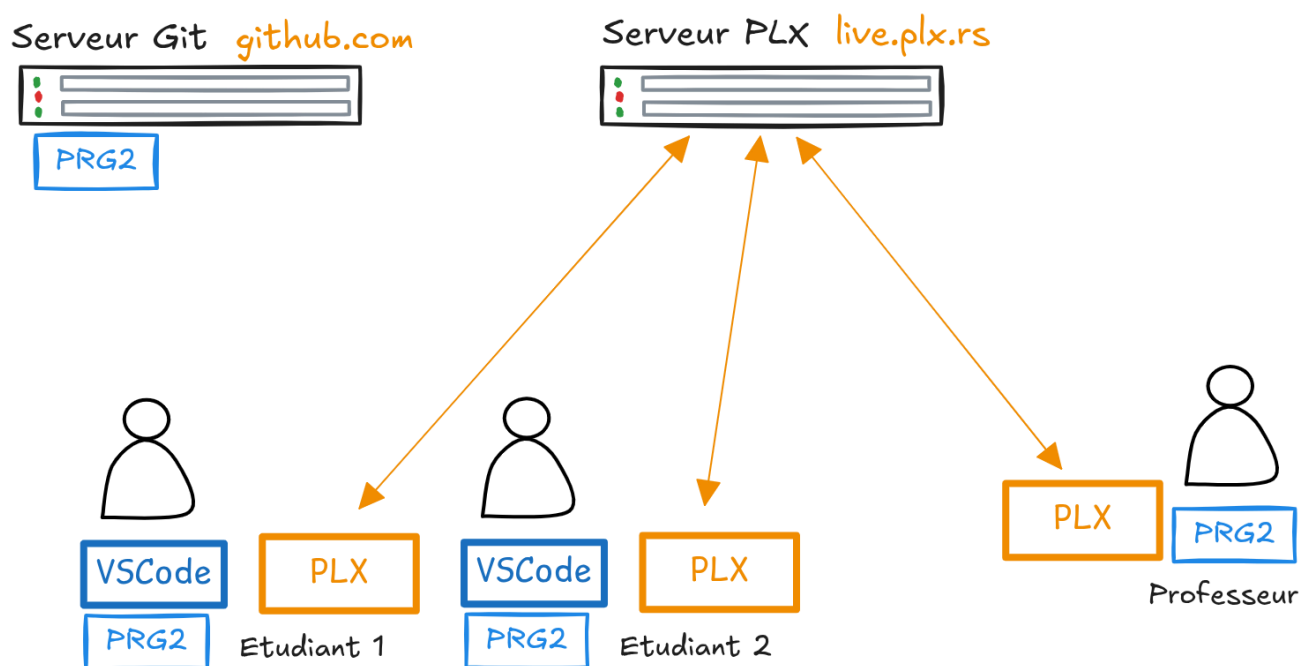 Serveur Git github.com
PRG2
Serveur PLX live.plx.rs
VSCode
PRG2
PLX
Etudiant 1
VSCode
PRG2
PLX
Etudiant 2
PLX
PRG2
Professeur